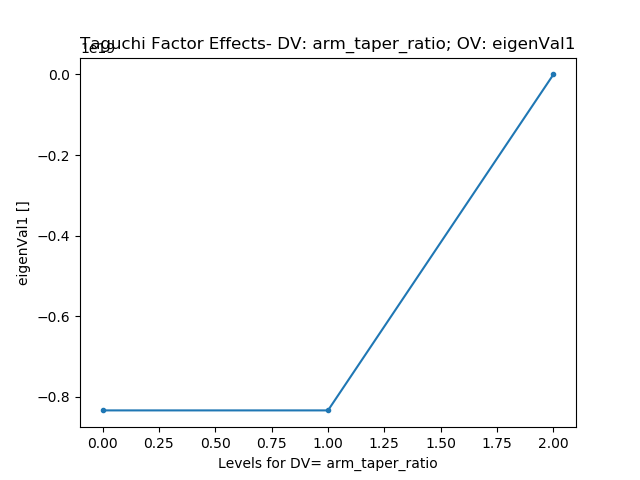 Taguchi Factor Effects- DV: arm_taper_ratio; OV: eigenVal1
1e19
0.0
−0.2
−0.4
−0.6
−0.8
eigenVal1 []
0.00 0.25 0.50 0.75 1.00 1.25 1.50 1.75 2.00
Levels for DV= arm_taper_ratio